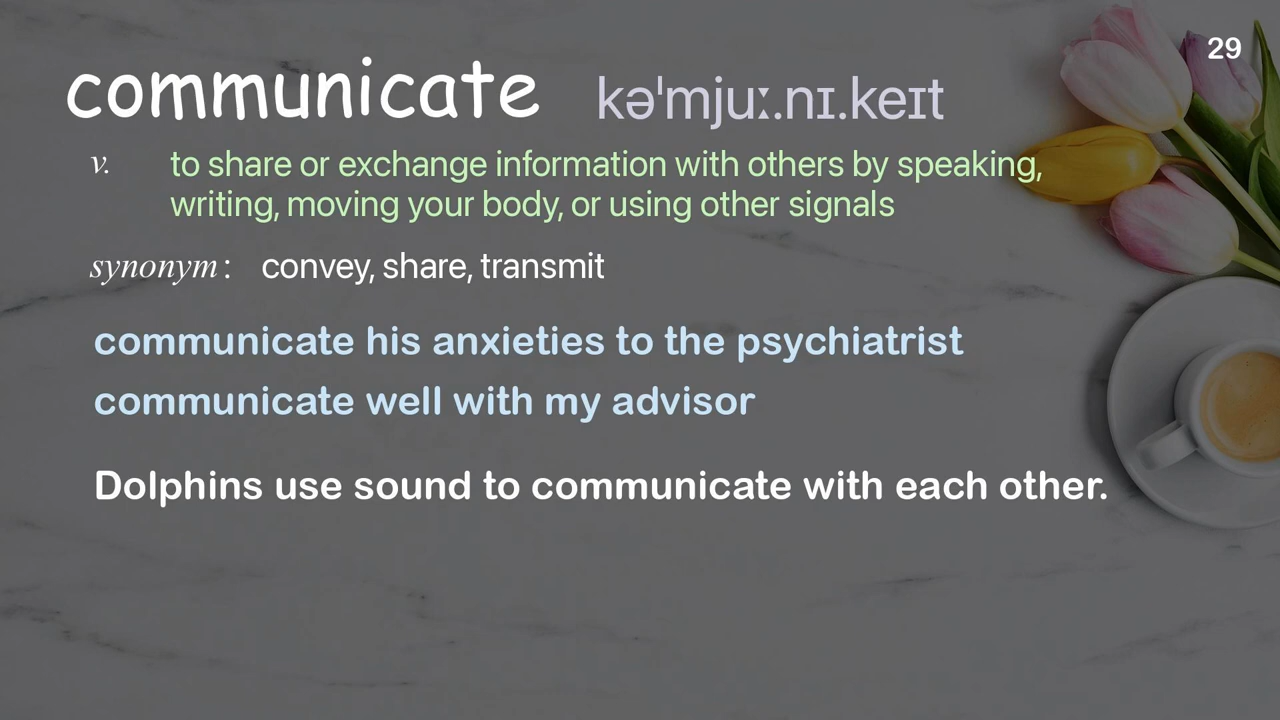 29
communicate kəˈmjuː.nɪ.keɪt
v. to share or exchange information with others by speaking,
writing, moving your body, or using other signals
synonym : convey, share, transmit
communicate his anxieties to the psychiatrist
communicate well with my advisor
Dolphins use sound to communicate with each other.